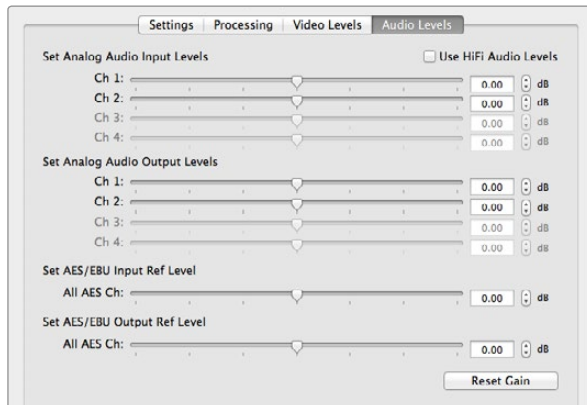 Settings Processing Video Levels Audio Levels
Set Analog Audio Input Levels Use HiFi Audio Levels
Ch 1: 0.00 dB
Ch 2: 0.00 dB
Ch 3: 0.00 dB
Ch 4: 0.00 dB
Set Analog Audio Output Levels
Ch 1: 0.00 dB
Ch 2: 0.00 dB
Ch 3: 0.00 dB
Ch 4: 0.00 dB
Set AES/EBU Input Ref Level
All AES Ch: 0.00 dB
Set AES/EBU Output Ref Level
All AES Ch: 0.00 dB
Reset Gain